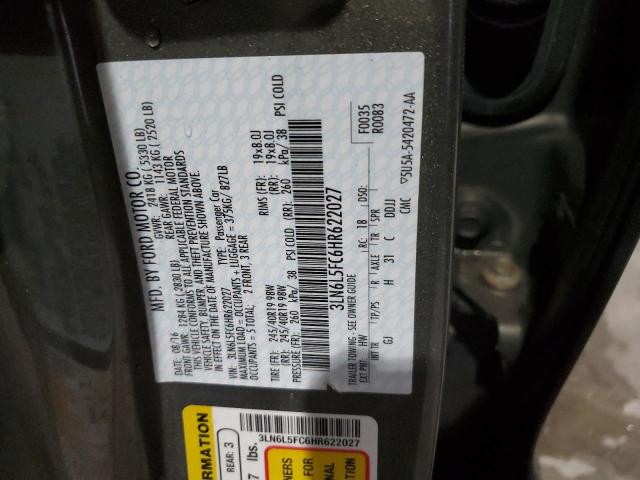 MFD. BY FORD MOTOR CO.
DATE: 08/16 GVWR: 2418 KG ( 5330 LB)
FRONT GAWR: 1284 KG ( 2830 LB) REAR GAWR: 1143 KG ( 2520 LB)
THIS VEHICLE CONFORMS TO ALL APPLICABLE FEDERAL MOTOR
VEHICLE SAFETY, BUMPER, AND THEFT PREVENTION STANDARDS
IN EFFECT ON THE DATE OF MANUFACTURE SHOWN ABOVE.
VIN: 3LN6L5FC6HR622027 TYPE: Passenger Car
MAXIMUM LOAD = OCCUPANTS + LUGGAGE = 375KG/ 827LB
OCCUPANTS = 5 TOTAL: 2 FRONT, 3 REAR
TIRE (FR): 245/40R19 98W RIMS (FR): 19x8.0J
(RR): 245/40R19 98W (RR): 19x8.0J
PRESSURE(FR): 260 kPa/ 38 PSI COLD (RR): 260 kPa/ 38 PSI COLD
3LN6L5FC6HR622027
TRAILER TOWING - SEE OWNER GUIDE
F0035
R0083
EXT PNT: HW RC: 18 DSO:
INT TR TP/PS R AXLE TR SPR
GJ H 31 C DDJJ
CMC ▽5U5A-5420472-AA
3LN6L5FC6HR622027
FORMATION
REAR: 3
7 lbs.
NERS
FOR
TIONAL